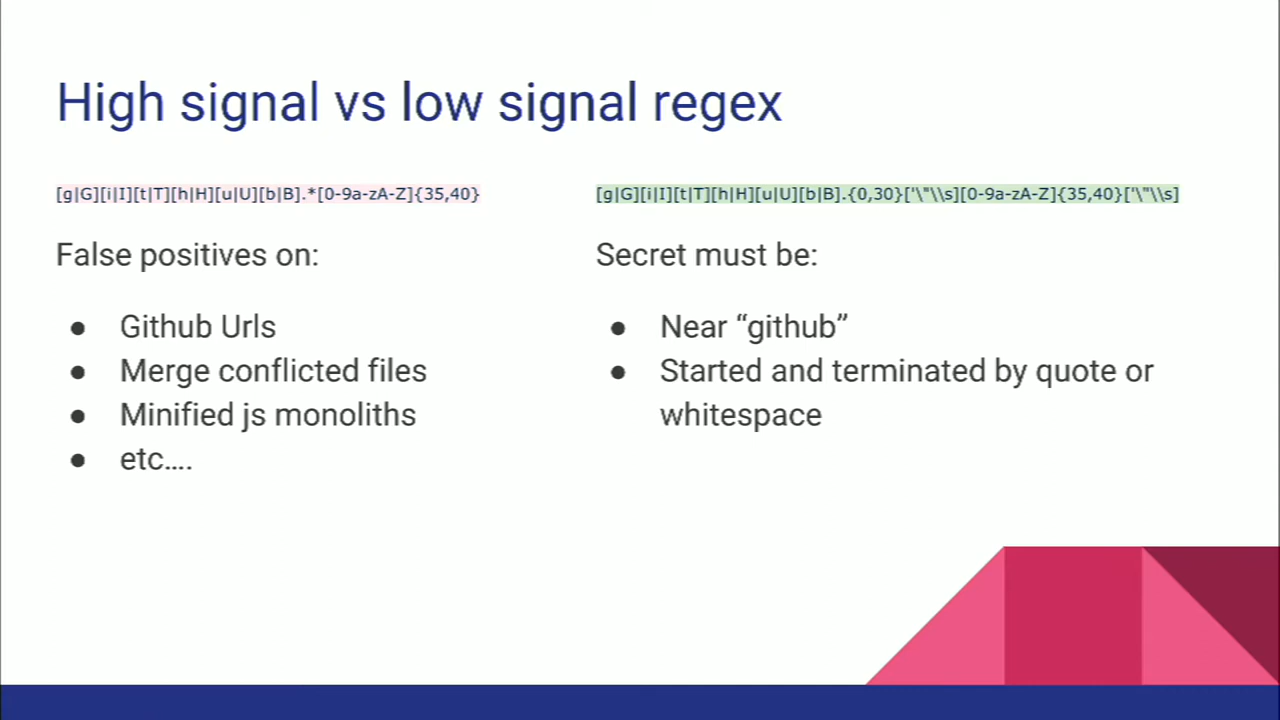 High signal vs low signal regex
[g|G][i|I][t|T][h|H][u|U][b|B].*[0-9a-zA-Z]{35,40}
False positives on:
● Github Urls
● Merge conflicted files
● Minified js monoliths
● etc....
[g|G][i|I][t|T][h|H][u|U][b|B].{0,30}['\"\\s][0-9a-zA-Z]{35,40}['\"\\s]
Secret must be:
● Near “github”
● Started and terminated by quote or
whitespace